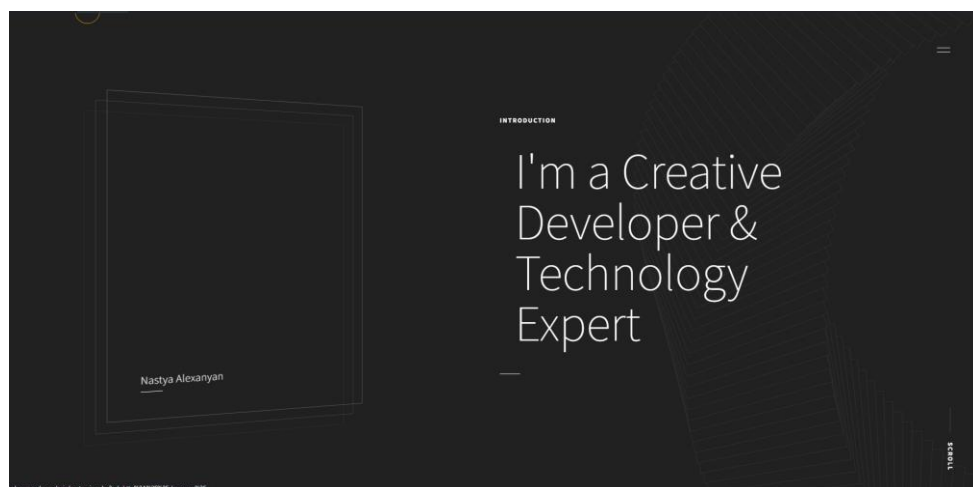 INTRODUCTION
I'm a Creative
Developer &
Technology
Expert
Nastya Alexanyan
SCROLL